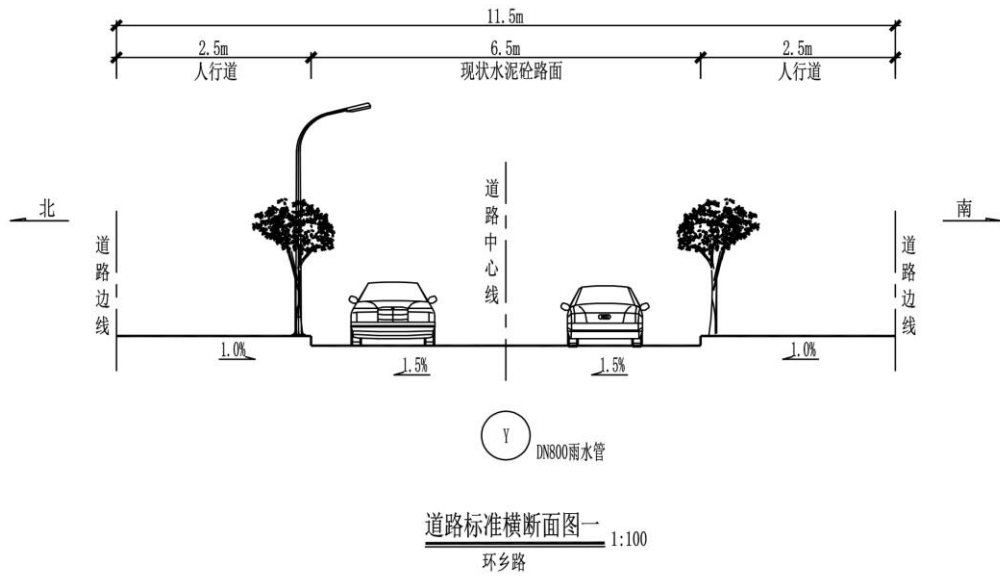 11.5m
2.5m
6.5m
2.5m
人行道
现状水泥砼路面
人行道
北
南
道路边线
道路中心线
道路边线
1.0%
1.5%
1.5%
1.0%
Y
DN800雨水管
道路标准横断面图一
1:100
环乡路